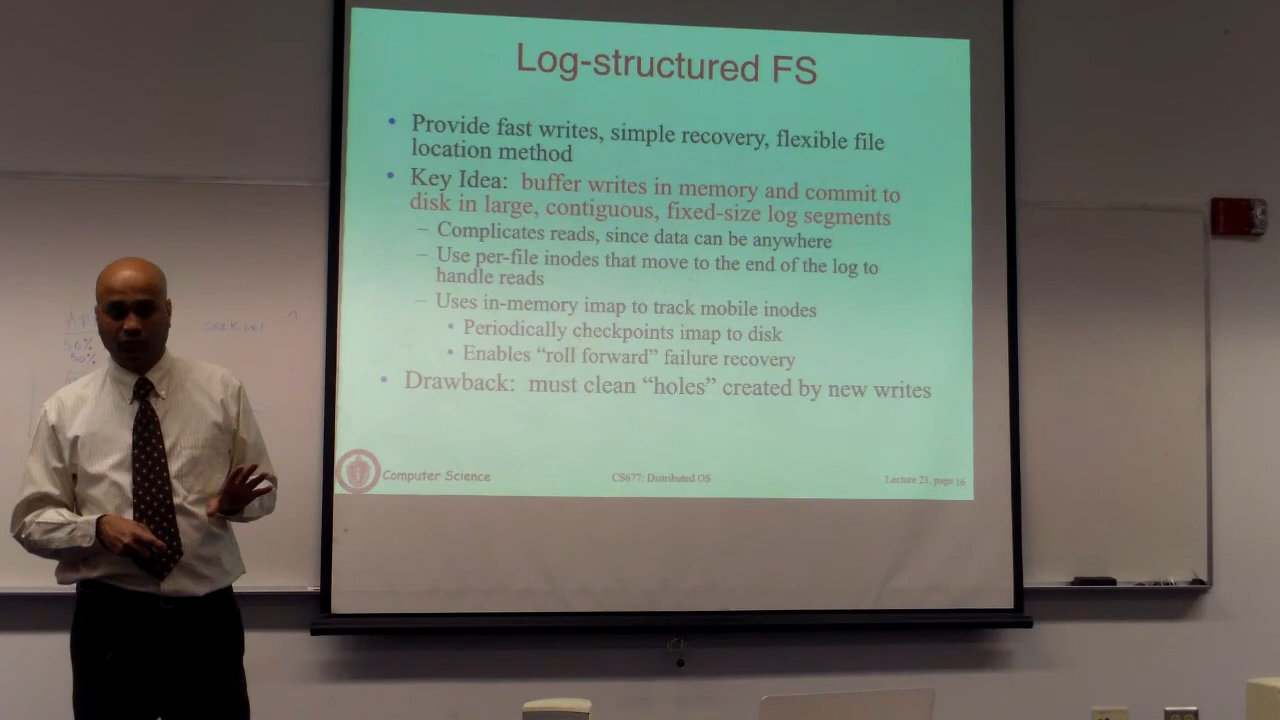 Log-structured FS
• Provide fast writes, simple recovery, flexible file
location method
• Key Idea: buffer writes in memory and commit to
disk in large, contiguous, fixed-size log segments
– Complicates reads, since data can be anywhere
– Use per-file inodes that move to the end of the log to
handle reads
– Uses in-memory imap to track mobile inodes
• Periodically checkpoints imap to disk
• Enables “roll forward” failure recovery
• Drawback: must clean “holes” created by new writes
Computer Science
CS677: Distributed OS
Lecture 21, page 16
50%
50%